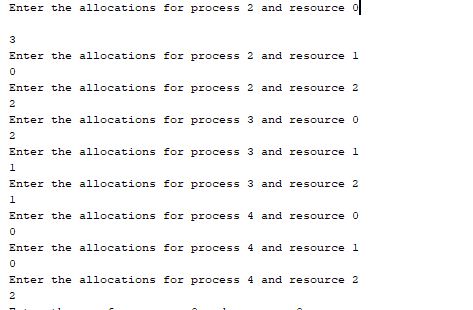 Enter the allocations for process 2 and resource 0
3
Enter the allocations for process 2 and resource 1
0
Enter the allocations for process 2 and resource 2
2
Enter the allocations for process 3 and resource 0
2
Enter the allocations for process 3 and resource 1
1
Enter the allocations for process 3 and resource 2
1
Enter the allocations for process 4 and resource 0
0
Enter the allocations for process 4 and resource 1
0
Enter the allocations for process 4 and resource 2
2